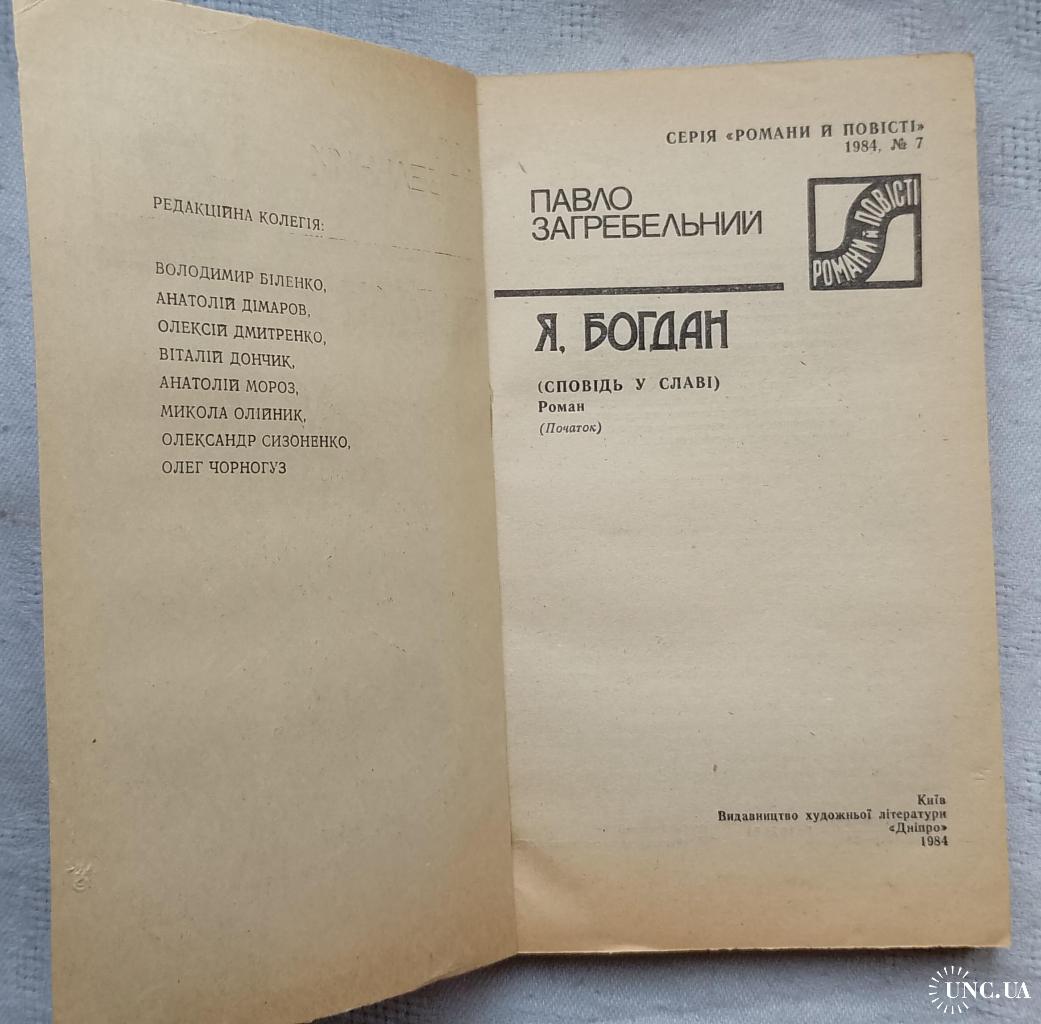 РЕДАКЦІЙНА КОЛЕГІЯ:
ВОЛОДИМИР БІЛЕНКО,
АНАТОЛІЙ ДІМАРОВ,
ОЛЕКСІЙ ДМИТРЕНКО,
ВІТАЛІЙ ДОНЧИК,
АНАТОЛІЙ МОРОЗ,
МИКОЛА ОЛІЙНИК,
ОЛЕКСАНДР СИЗОНЕНКО,
ОЛЕГ ЧОРНОГУЗ
СЕРІЯ «РОМАНИ Й ПОВІСТІ»
1984, № 7
ПАВЛО
ЗАГРЕБЕЛЬНИЙ
РОМАНИ Й ПОВІСТІ
Я, БОГДАН
(СПОВІДЬ У СЛАВІ)
Роман
(Початок)
Київ
Видавництво художньої літератури
«Дніпро»
1984
UNC.UA